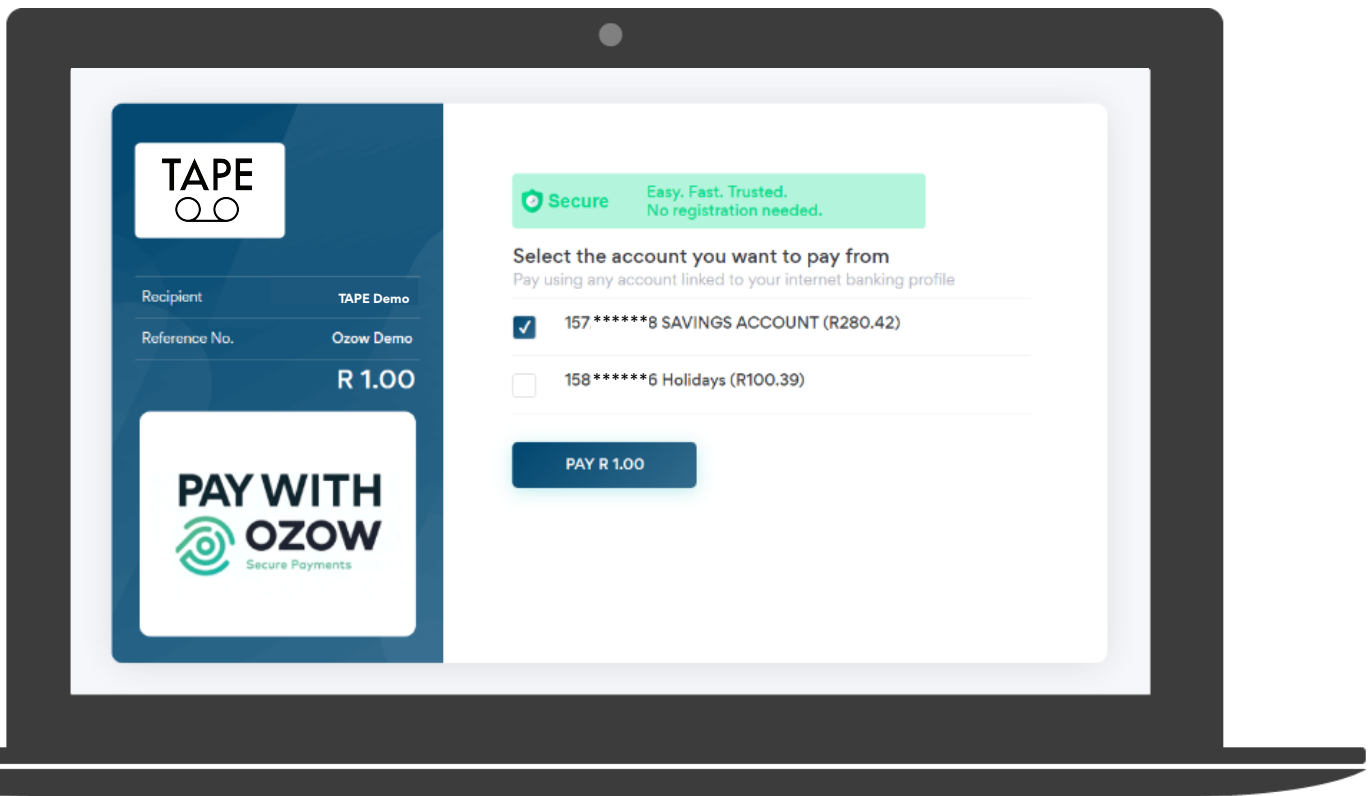 TAPE
Recipient TAPE Demo
Reference No. Ozow Demo
R 1.00
PAY WITH
OZOW
Secure Payments
Secure
Easy. Fast. Trusted.
No registration needed.
Select the account you want to pay from
Pay using any account linked to your internet banking profile
157 ******8 SAVINGS ACCOUNT (R280.42)
158******6 Holidays (R100.39)
PAY R 1.00